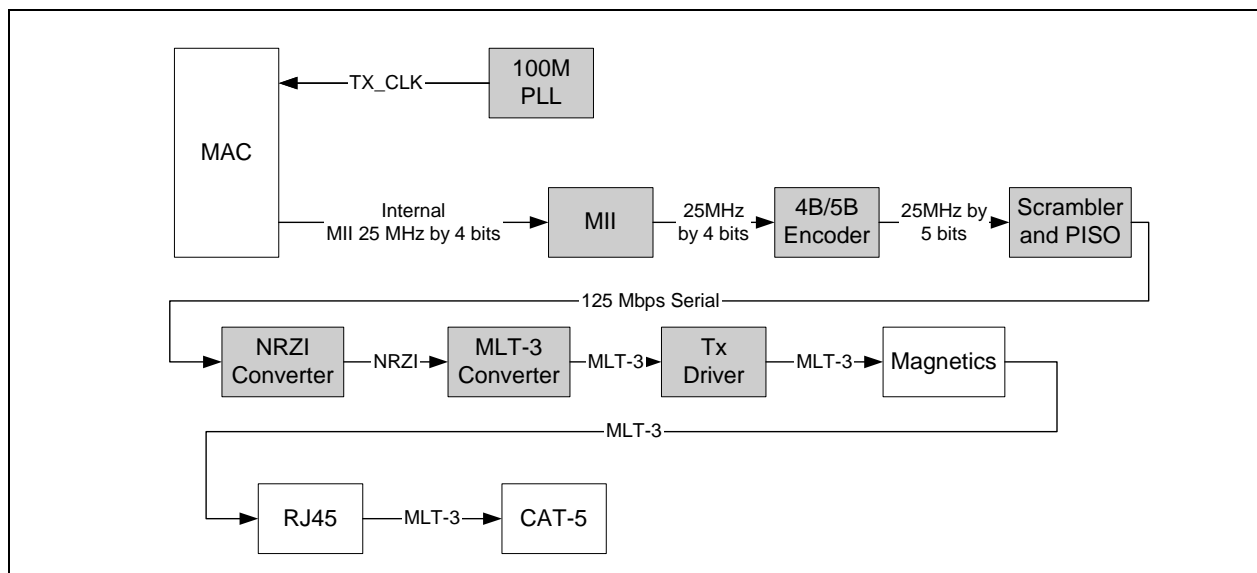 TX_CLK
100M
PLL
MAC
Internal
MII 25 MHz by 4 bits
MII
25MHz
by 4 bits
4B/5B
Encoder
25MHz by
5 bits
Scrambler
and PISO
125 Mbps Serial
NRZI
Converter
NRZI
MLT-3
Converter
MLT-3
Tx
Driver
MLT-3
Magnetics
MLT-3
RJ45
MLT-3
CAT-5